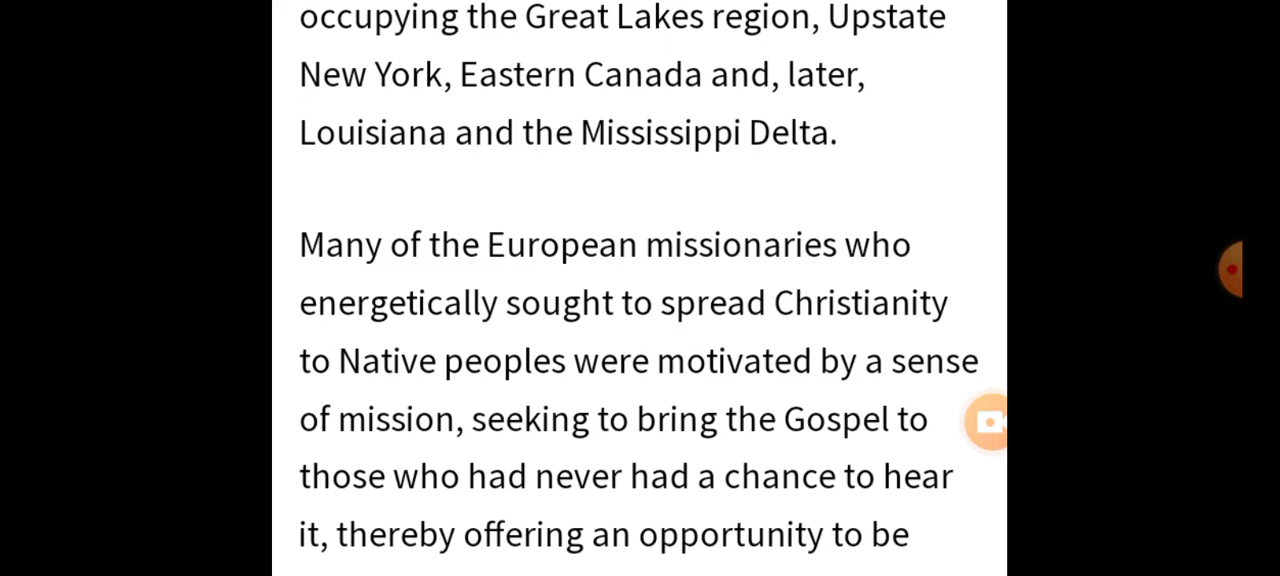 occupying the Great Lakes region, Upstate
New York, Eastern Canada and, later,
Louisiana and the Mississippi Delta.
Many of the European missionaries who
energetically sought to spread Christianity
to Native peoples were motivated by a sense
of mission, seeking to bring the Gospel to
those who had never had a chance to hear
it, thereby offering an opportunity to be